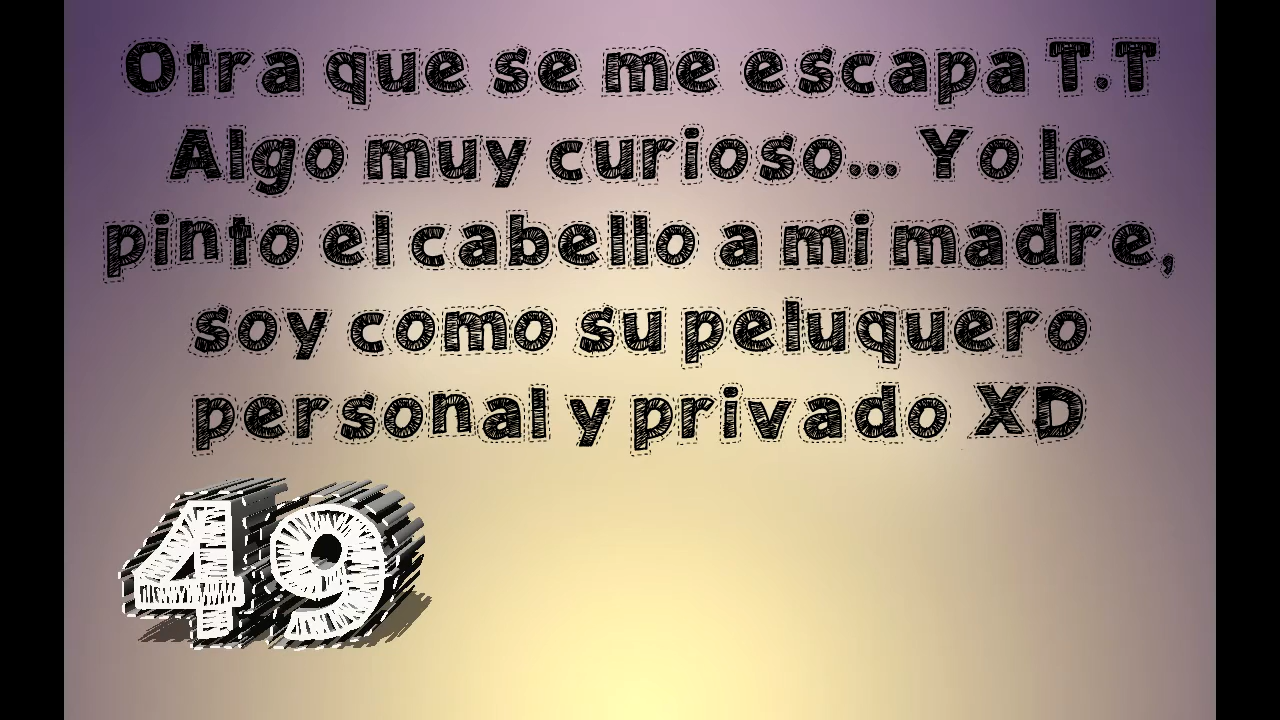 Otra que se me escapa T.T
Algo muy curioso... Yo le
pinto el cabello a mi madre,
soy como su peluquero
personal y privado XD
49